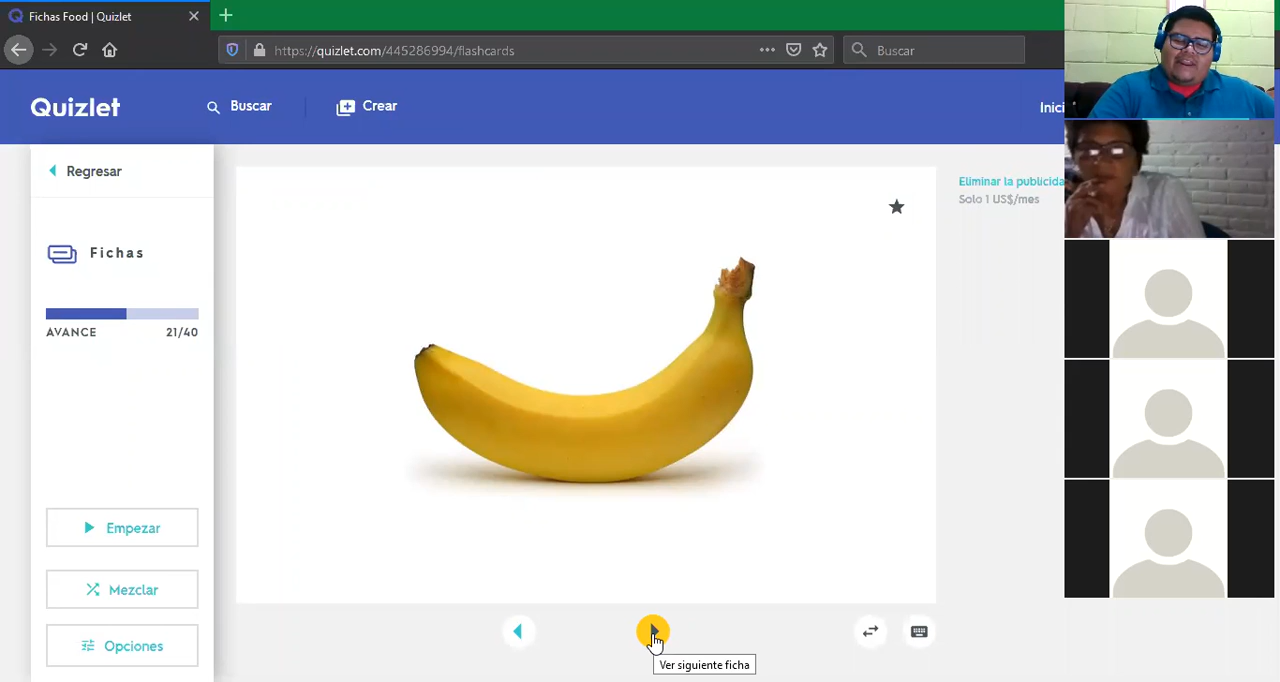 Fichas Food | Quizlet
https://quizlet.com/445286994/flashcards
Buscar
Quizlet
Buscar
Crear
Inici
Regresar
Eliminar la publicida
Solo 1 US$/mes
Fichas
AVANCE 21/40
Empezar
Mezclar
Opciones
Ver siguiente ficha